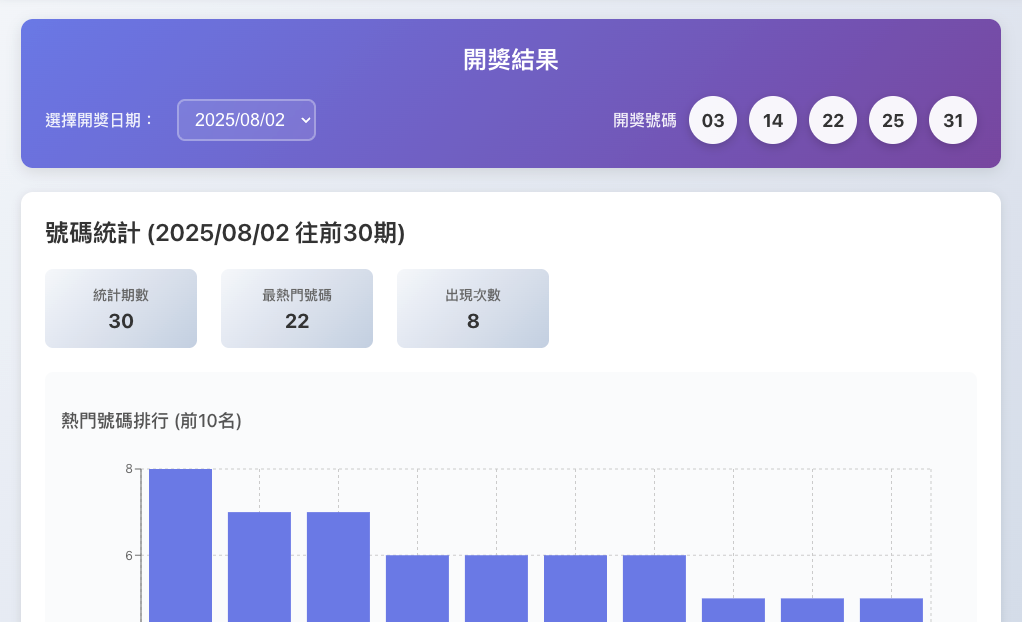 開獎結果
選擇開獎日期：
2025/08/02
開獎號碼
03
14
22
25
31
號碼統計 (2025/08/02 往前30期)
統計期數
30
最熱門號碼
22
出現次數
8
熱門號碼排行 (前10名)
8
6